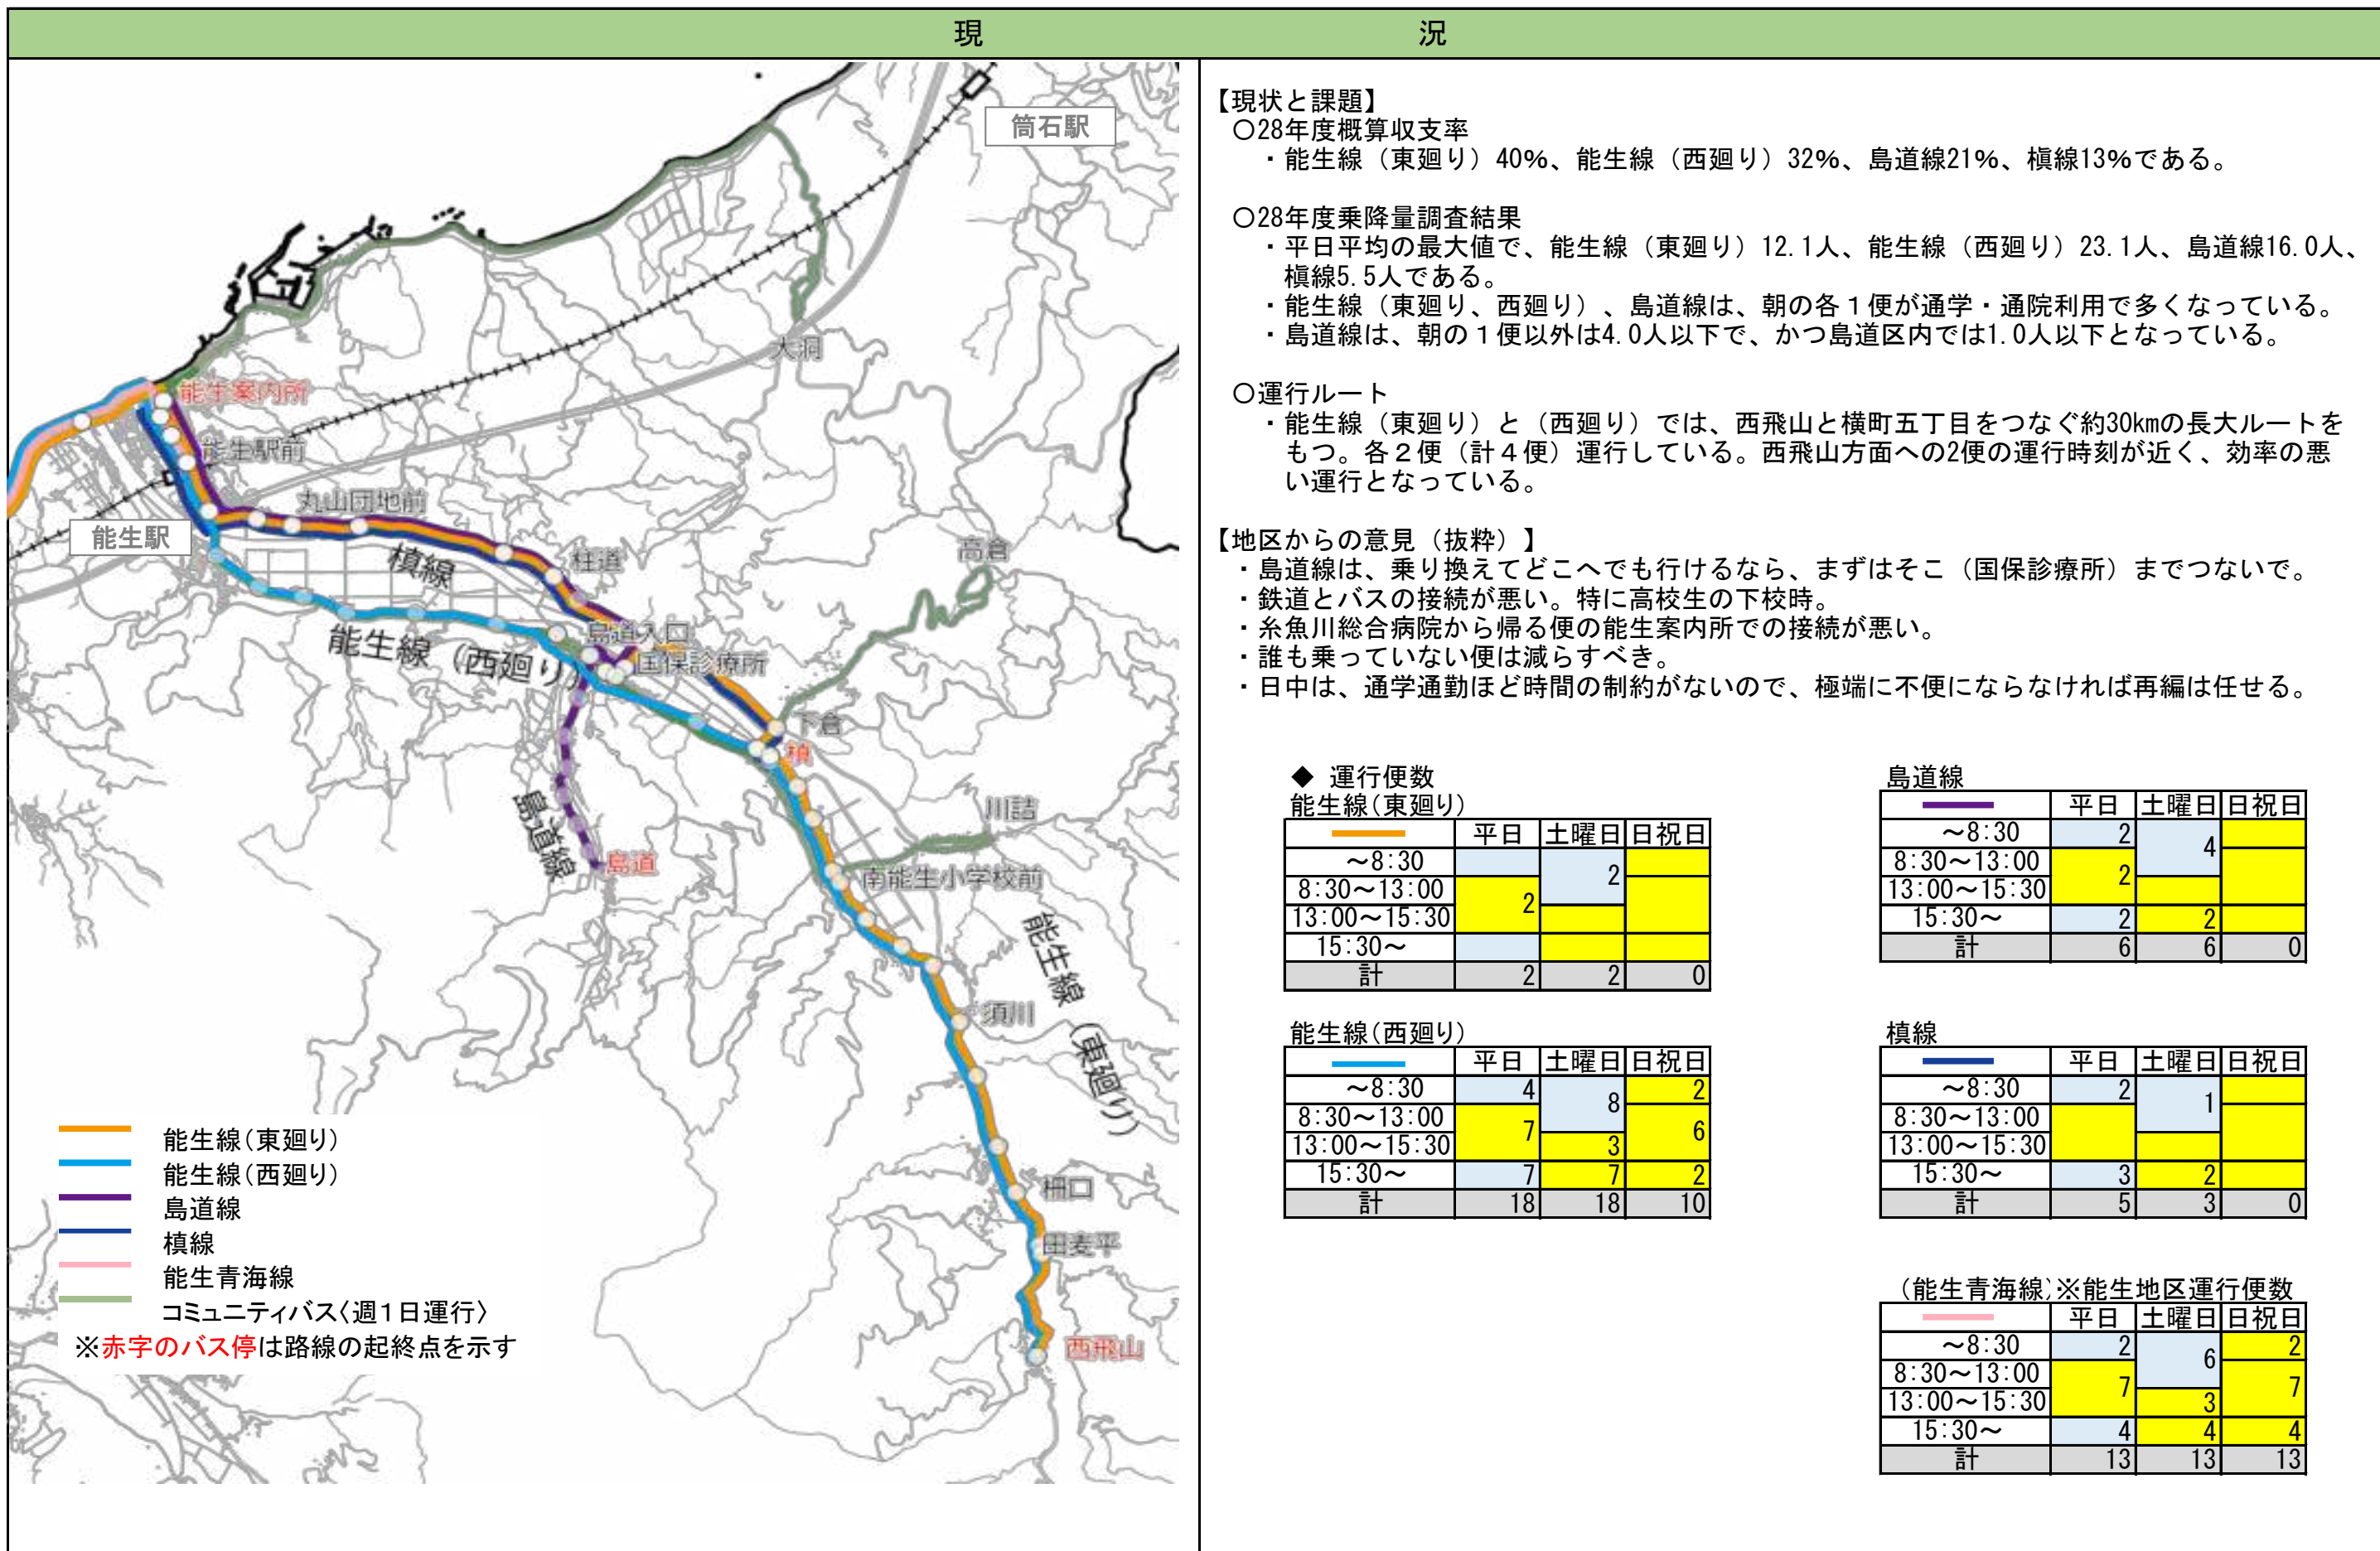 現況
筒石駅
大洞
能生案内所
能生駅前
丸山団地前
能生駅
槙線
柱道
高倉
島道入口
国保診療所
能生線（西廻り）
下倉
槙
川詰
島道線
島道
南能生小学校前
能生線（東廻り）
須川
柵口
田麦平
西飛山
能生線(東廻り)
能生線(西廻り)
島道線
槙線
能生青海線
コミュニティバス〈週１日運行〉
※赤字のバス停は路線の起終点を示す
【現状と課題】
○28年度概算収支率
・能生線（東廻り）40%、能生線（西廻り）32%、島道線21%、槙線13%である。
○28年度乗降量調査結果
・平日平均の最大値で、能生線（東廻り）12.1人、能生線（西廻り）23.1人、島道線16.0人、
槙線5.5人である。
・能生線（東廻り、西廻り）、島道線は、朝の各１便が通学・通院利用で多くなっている。
・島道線は、朝の１便以外は4.0人以下で、かつ島道区内では1.0人以下となっている。
○運行ルート
・能生線（東廻り）と（西廻り）では、西飛山と横町五丁目をつなぐ約30kmの長大ルートを
もつ。各２便（計４便）運行している。西飛山方面への2便の運行時刻が近く、効率の悪
い運行となっている。
【地区からの意見（抜粋）】
・島道線は、乗り換えてどこへでも行けるなら、まずはそこ（国保診療所）までつないで。
・鉄道とバスの接続が悪い。特に高校生の下校時。
・糸魚川総合病院から帰る便の能生案内所での接続が悪い。
・誰も乗っていない便は減らすべき。
・日中は、通学通勤ほど時間の制約がないので、極端に不便にならなければ再編は任せる。
◆ 運行便数
能生線(東廻り)
平日 土曜日 日祝日
～8:30
8:30～13:00 2
13:00～15:30 2
15:30～
計 2 2 0
島道線
平日 土曜日 日祝日
～8:30 2
8:30～13:00 4
13:00～15:30 2
15:30～ 2 2
計 6 6 0
能生線(西廻り)
平日 土曜日 日祝日
～8:30 4 2
8:30～13:00 8
13:00～15:30 7 3 6
15:30～ 7 7 2
計 18 18 10
槙線
平日 土曜日 日祝日
～8:30 2
8:30～13:00 1
13:00～15:30
15:30～ 3 2
計 5 3 0
(能生青海線)※能生地区運行便数
平日 土曜日 日祝日
～8:30 2 2
8:30～13:00 6
13:00～15:30 7 3 7
15:30～ 4 4 4
計 13 13 13